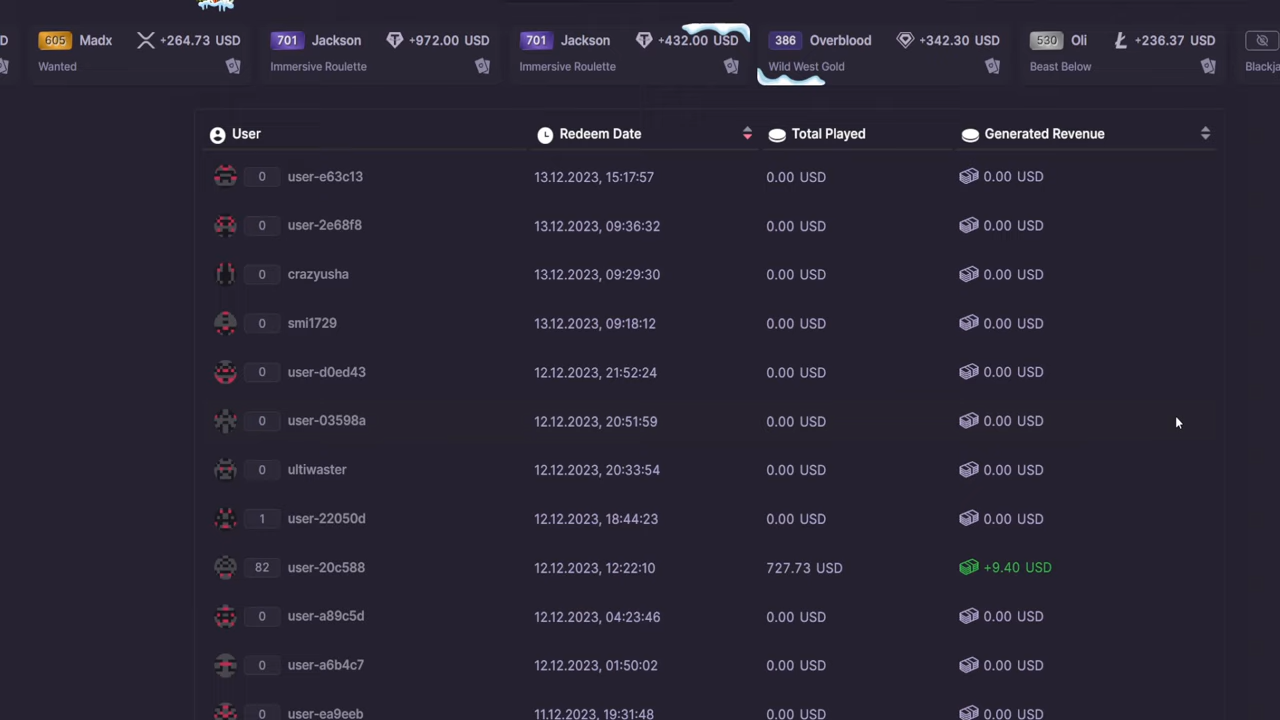 D 605 Madx +264.73 USD 701 Jackson +972.00 USD 701 Jackson +432.00 USD 386 Overblood +342.30 USD 530 Oli +236.37 USD
Wanted Immersive Roulette Immersive Roulette Wild West Gold Beast Below Blackja
User Redeem Date Total Played Generated Revenue
0 user-e63c13 13.12.2023, 15:17:57 0.00 USD 0.00 USD
0 user-2e68f8 13.12.2023, 09:36:32 0.00 USD 0.00 USD
0 crazyusha 13.12.2023, 09:29:30 0.00 USD 0.00 USD
0 smi1729 13.12.2023, 09:18:12 0.00 USD 0.00 USD
0 user-d0ed43 12.12.2023, 21:52:24 0.00 USD 0.00 USD
0 user-03598a 12.12.2023, 20:51:59 0.00 USD 0.00 USD
0 ultiwaster 12.12.2023, 20:33:54 0.00 USD 0.00 USD
1 user-22050d 12.12.2023, 18:44:23 0.00 USD 0.00 USD
82 user-20c588 12.12.2023, 12:22:10 727.73 USD +9.40 USD
0 user-a89c5d 12.12.2023, 04:23:46 0.00 USD 0.00 USD
0 user-a6b4c7 12.12.2023, 01:50:02 0.00 USD 0.00 USD
0 user-ea9eeb 11.12.2023, 19:31:48 0.00 USD 0.00 USD